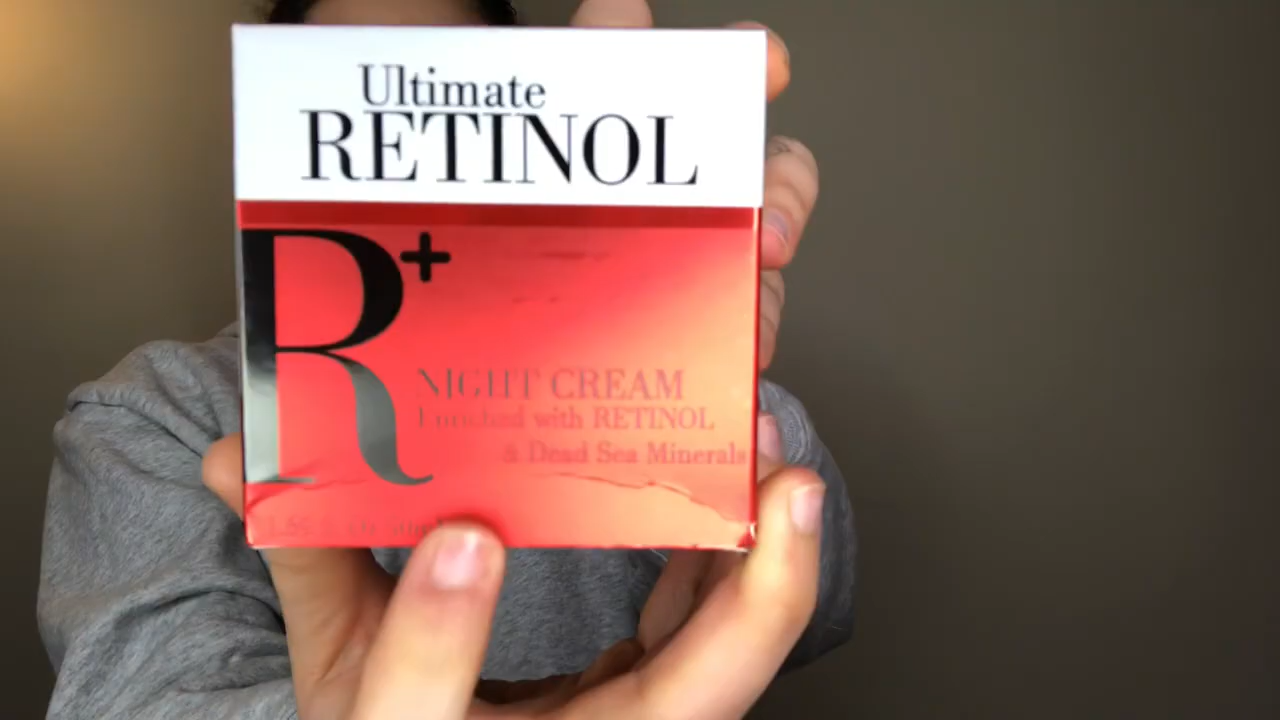 Ultimate
RETINOL
R+
NIGHT CREAM
Enriched with RETINOL
& Dead Sea Minerals